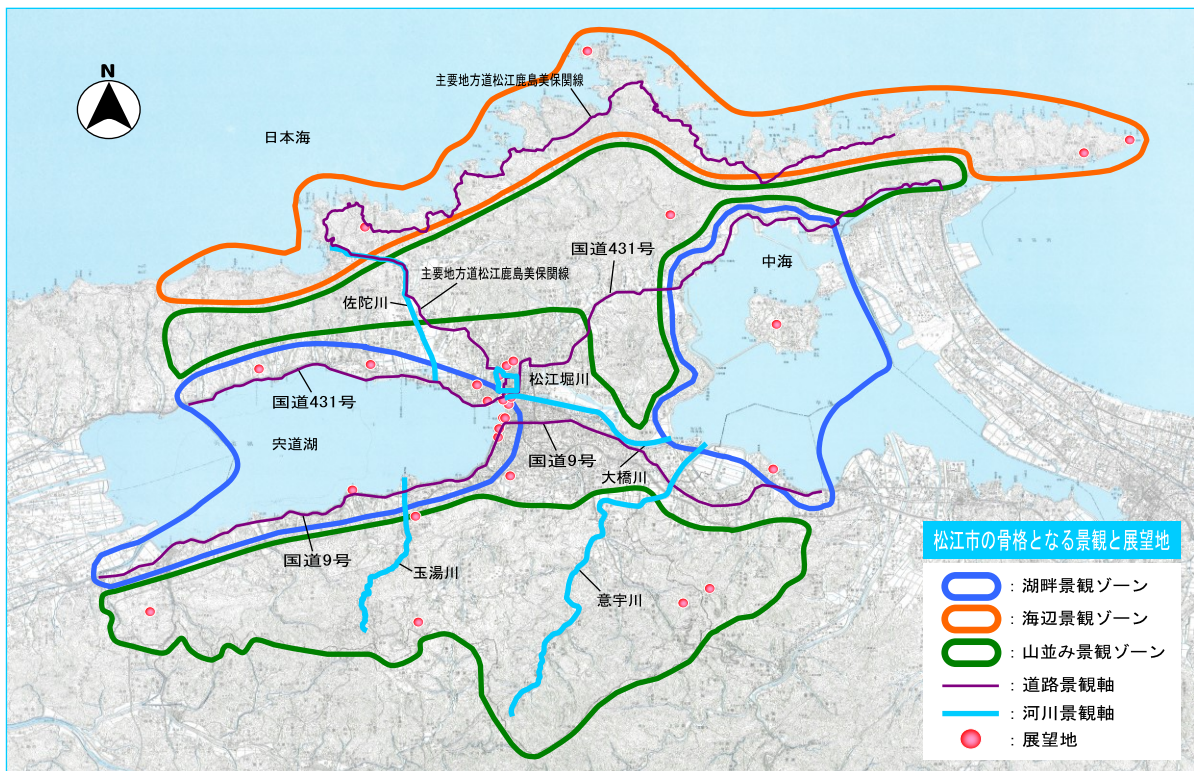 N
主要地方道松江鹿島美保関線
日本海
国道431号
中海
主要地方道松江鹿島美保関線
佐陀川
松江堀川
国道431号
宍道湖
国道9号
大橋川
国道9号
玉湯川
意宇川
松江市の骨格となる景観と展望地
：湖畔景観ゾーン
：海辺景観ゾーン
：山並み景観ゾーン
：道路景観軸
：河川景観軸
：展望地